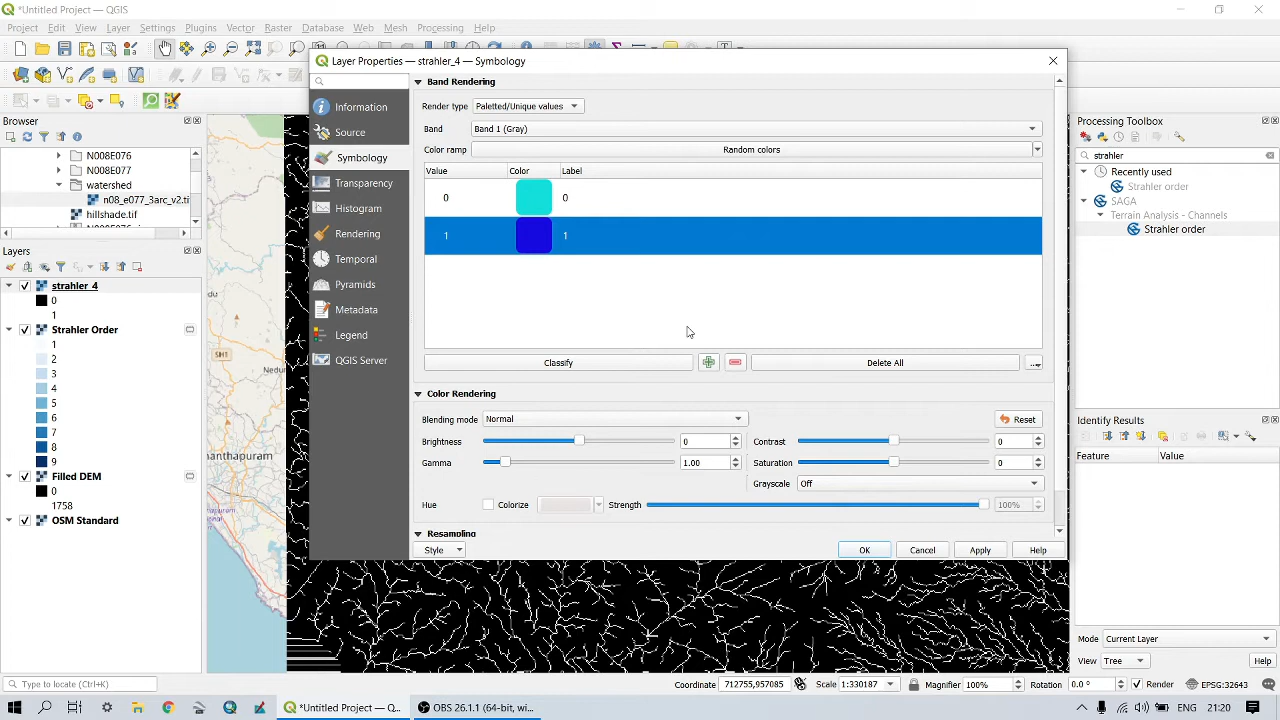 *Untitled Project — QGIS
Project Edit View Layer Settings Plugins Vector Raster Database Web Mesh Processing Help
Layer Properties — strahler_4 — Symbology
Information
Source
Symbology
Transparency
Histogram
Rendering
Temporal
Pyramids
Metadata
Legend
QGIS Server
Band Rendering
Render type Paletted/Unique values
Band Band 1 (Gray)
Color ramp Random colors
Value Color Label
0 0
1 1
Classify Delete All ...
Color Rendering
Blending mode Normal Reset
Brightness 0 Contrast 0
Gamma 1.00 Saturation 0
Grayscale Off
Hue Colorize Strength 100%
Resampling
Style OK Cancel Apply Help
Browser
N008E076
N008E077
watershed
n08_e077_3arc_v2.tif
hillshade.tif
Layers
strahler_4
0
1
Strahler Order
1
2
3
4
5
6
7
8
9
Filled DEM
0
1758
OSM Standard
SH1
Nedur
hanthapuram
Processing Toolbox
strahler
Recently used
Strahler order
SAGA
Terrain Analysis - Channels
Strahler order
Identify Results
Feature Value
Mode Current Layer
View Tree Help
Type to locate (Ctrl+K) Coordinate 712755,957085 Scale 1:330187 Magnifier 100% Rotation 0.0 ° Render EPSG:32643
*Untitled Project — Q... OBS 26.1.1 (64-bit, wi... ENG 21:20